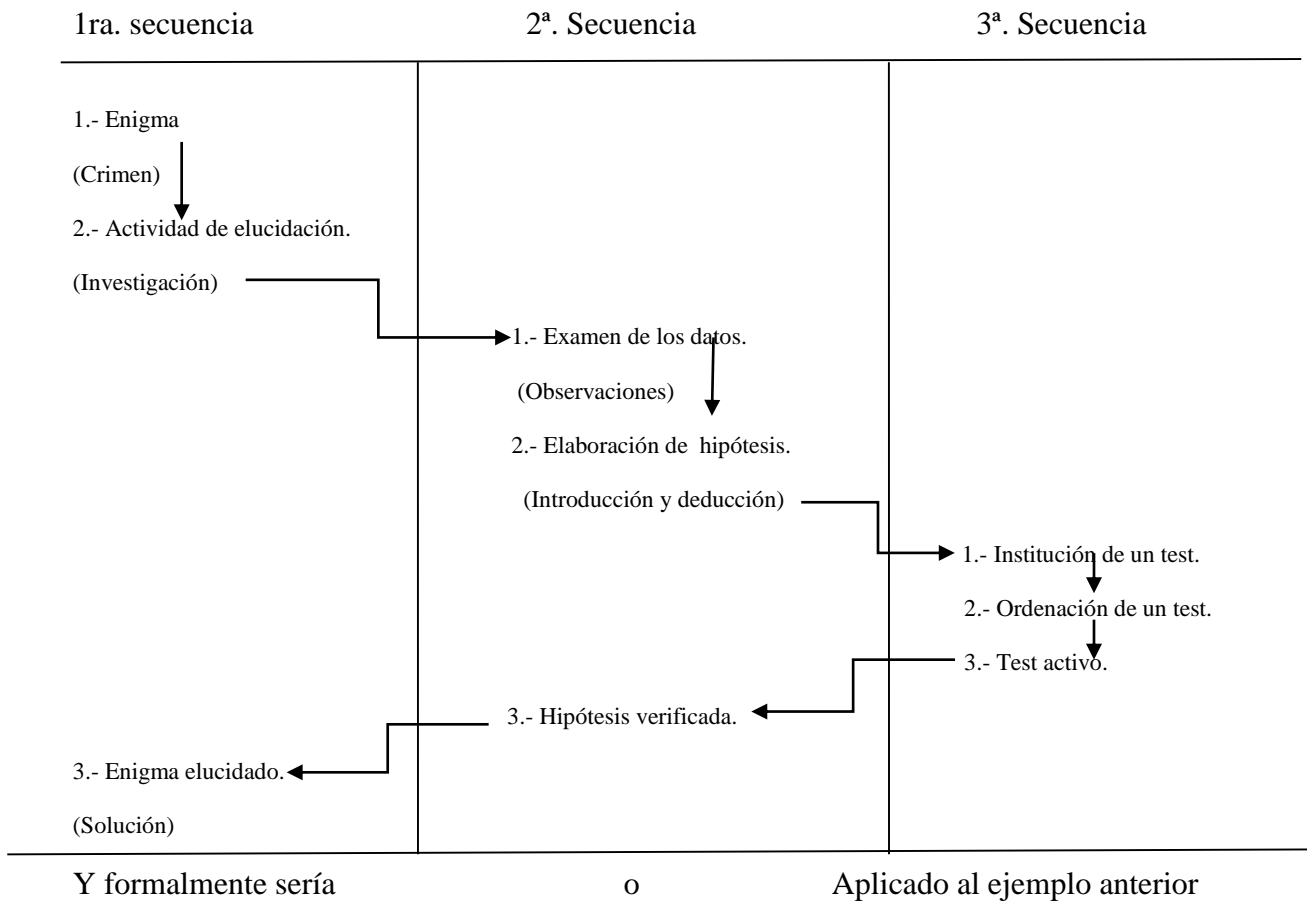 1ra. secuencia 2ª. Secuencia 3ª. Secuencia
1.- Enigma
(Crimen)
2.- Actividad de elucidación.
(Investigación)
1.- Examen de los datos.
(Observaciones)
2.- Elaboración de hipótesis.
(Introducción y deducción)
1.- Institución de un test.
2.- Ordenación de un test.
3.- Test activo.
3.- Hipótesis verificada.
3.- Enigma elucidado.
(Solución)
Y formalmente sería o Aplicado al ejemplo anterior